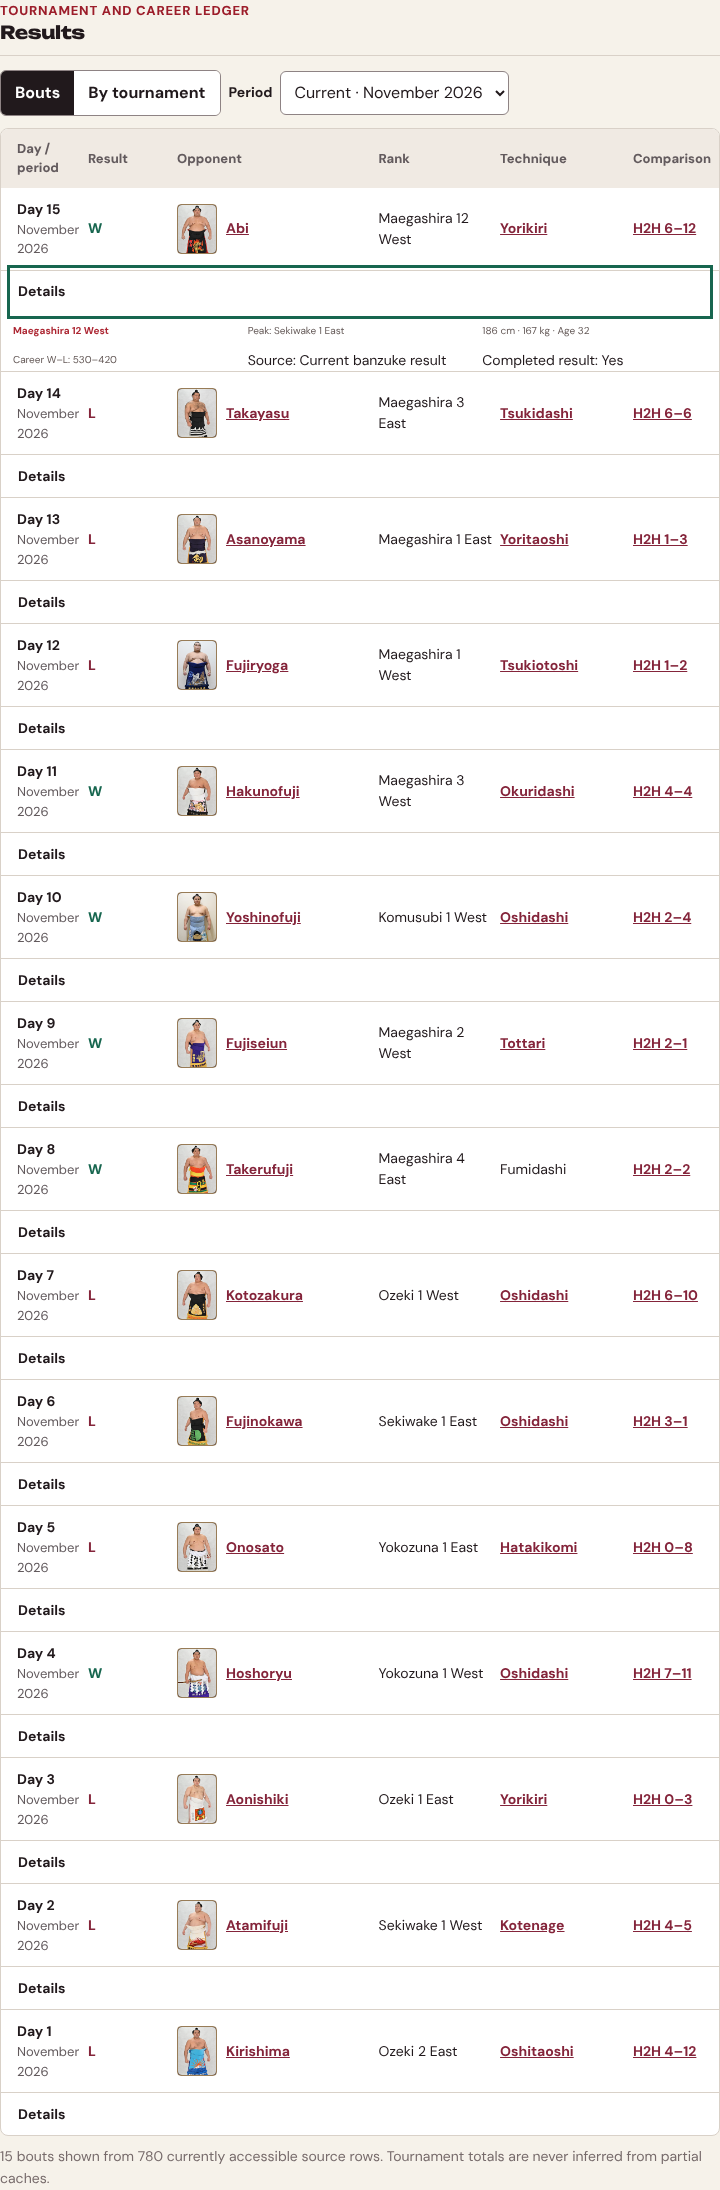 TOURNAMENT AND CAREER LEDGER
Results
Bouts By tournament Period Current · November 2026
Day / period Result Opponent Rank Technique Comparison
Day 15 November 2026 W Abi Maegashira 12 West Yorikiri H2H 6–12
Details
Maegashira 12 West Peak: Sekiwake 1 East 186 cm · 167 kg · Age 32
Career W–L: 530–420 Source: Current banzuke result Completed result: Yes
Day 14 November 2026 L Takayasu Maegashira 3 East Tsukidashi H2H 6–6
Details
Day 13 November 2026 L Asanoyama Maegashira 1 East Yoritaoshi H2H 1–3
Details
Day 12 November 2026 L Fujiryoga Maegashira 1 West Tsukiotoshi H2H 1–2
Details
Day 11 November 2026 W Hakunofuji Maegashira 3 West Okuridashi H2H 4–4
Details
Day 10 November 2026 W Yoshinofuji Komusubi 1 West Oshidashi H2H 2–4
Details
Day 9 November 2026 W Fujiseiun Maegashira 2 West Tottari H2H 2–1
Details
Day 8 November 2026 W Takerufuji Maegashira 4 East Fumidashi H2H 2–2
Details
Day 7 November 2026 L Kotozakura Ozeki 1 West Oshidashi H2H 6–10
Details
Day 6 November 2026 L Fujinokawa Sekiwake 1 East Oshidashi H2H 3–1
Details
Day 5 November 2026 L Onosato Yokozuna 1 East Hatakikomi H2H 0–8
Details
Day 4 November 2026 W Hoshoryu Yokozuna 1 West Oshidashi H2H 7–11
Details
Day 3 November 2026 L Aonishiki Ozeki 1 East Yorikiri H2H 0–3
Details
Day 2 November 2026 L Atamifuji Sekiwake 1 West Kotenage H2H 4–5
Details
Day 1 November 2026 L Kirishima Ozeki 2 East Oshitaoshi H2H 4–12
Details
15 bouts shown from 780 currently accessible source rows. Tournament totals are never inferred from partial
caches.